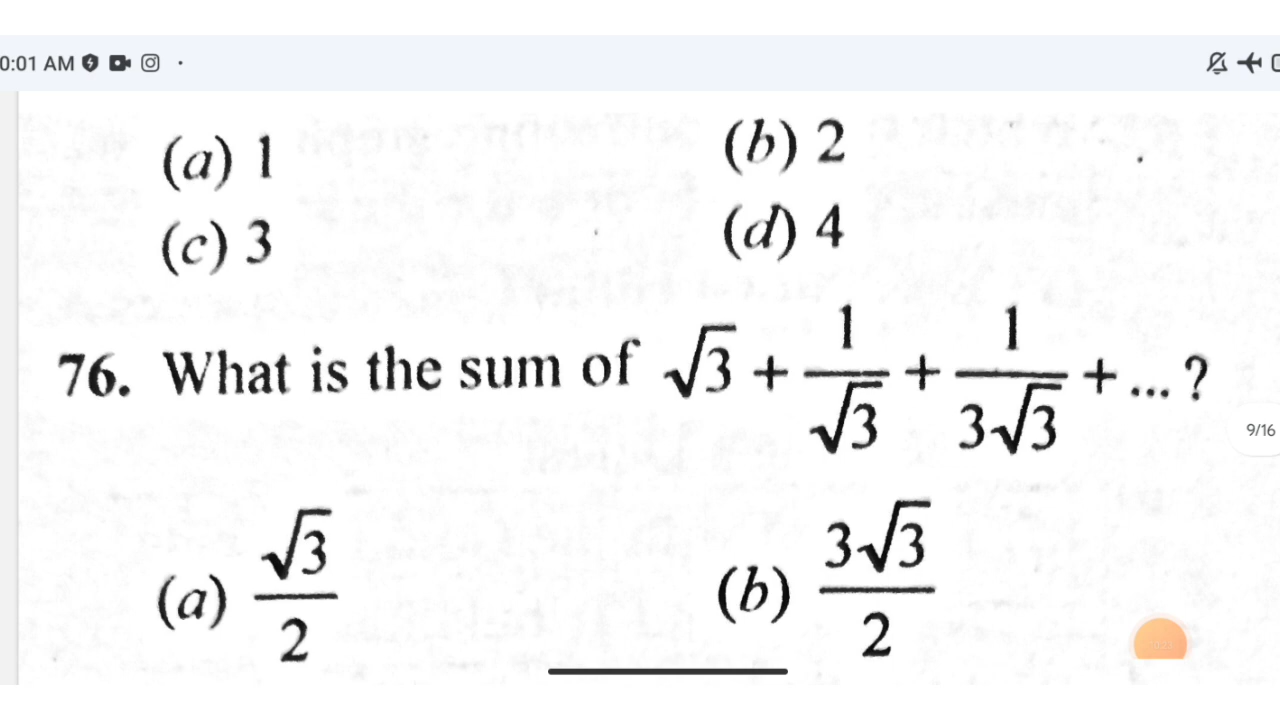 0:01 AM
(a) 1 (b) 2
(c) 3 (d) 4
76. What is the sum of √3 + 1/√3 + 1/(3√3) + ... ?
9/16
(a) √3/2 (b) 3√3/2